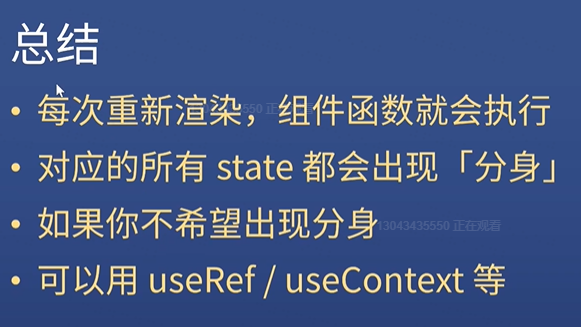 总结
• 每次重新渲染，组件函数就会执行
• 对应的所有 state 都会出现「分身」
• 如果你不希望出现分身
13043435550 正在观看
• 可以用 useRef / useContext 等